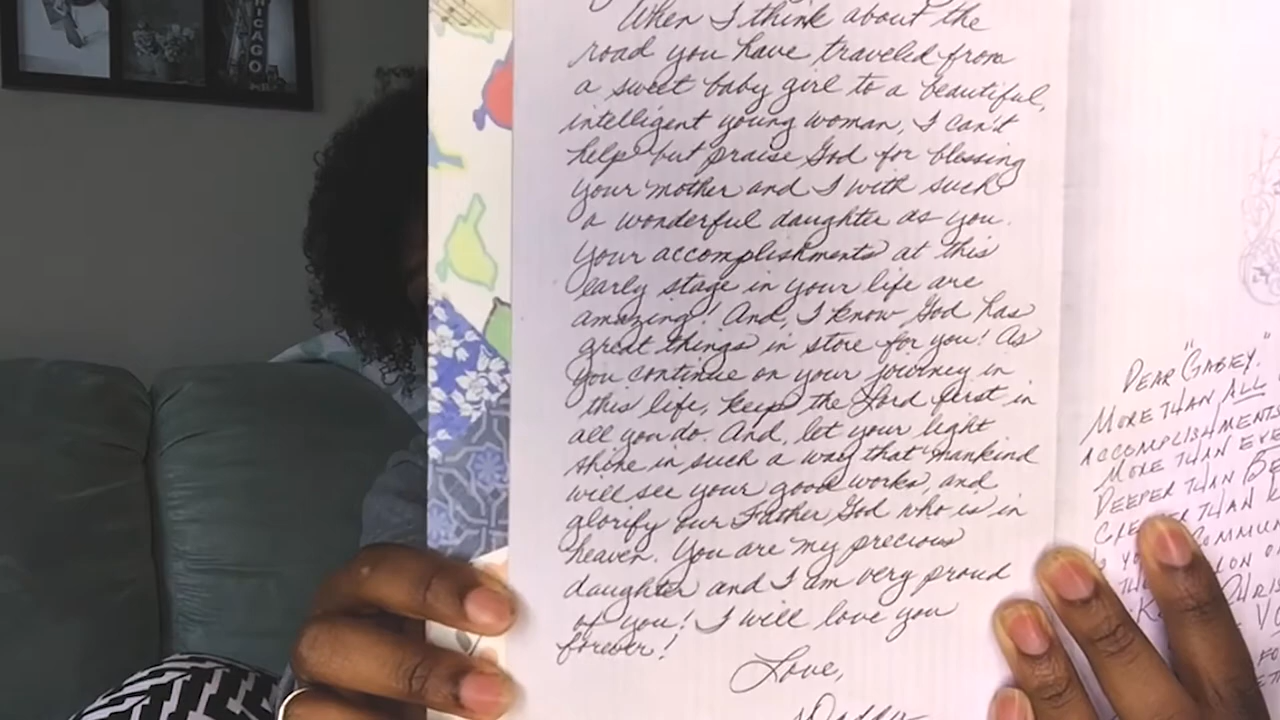 CHICAGO
When I think about the
road you have traveled from
a sweet baby girl to a beautiful,
intelligent young woman, I can't
help but praise God for blessing
your mother and I with such
a wonderful daughter as you.
Your accomplishments at this
early stage in your life are
amazing! And, I know God has
great things in store for you! As
you continue on your journey in
this life, keep the Lord first in
all you do. And, let your light
shine in such a way that mankind
will see your good works, and
glorify our Father God who is in
heaven. You are my precious
daughter and I am very proud
of you! I will love you
forever!
Love,
Daddy
DEAR "GABEY."
MORE THAN ALL
ACCOMPLISHMENTS
MORE THAN EVE
DEEPER THAN
THAN